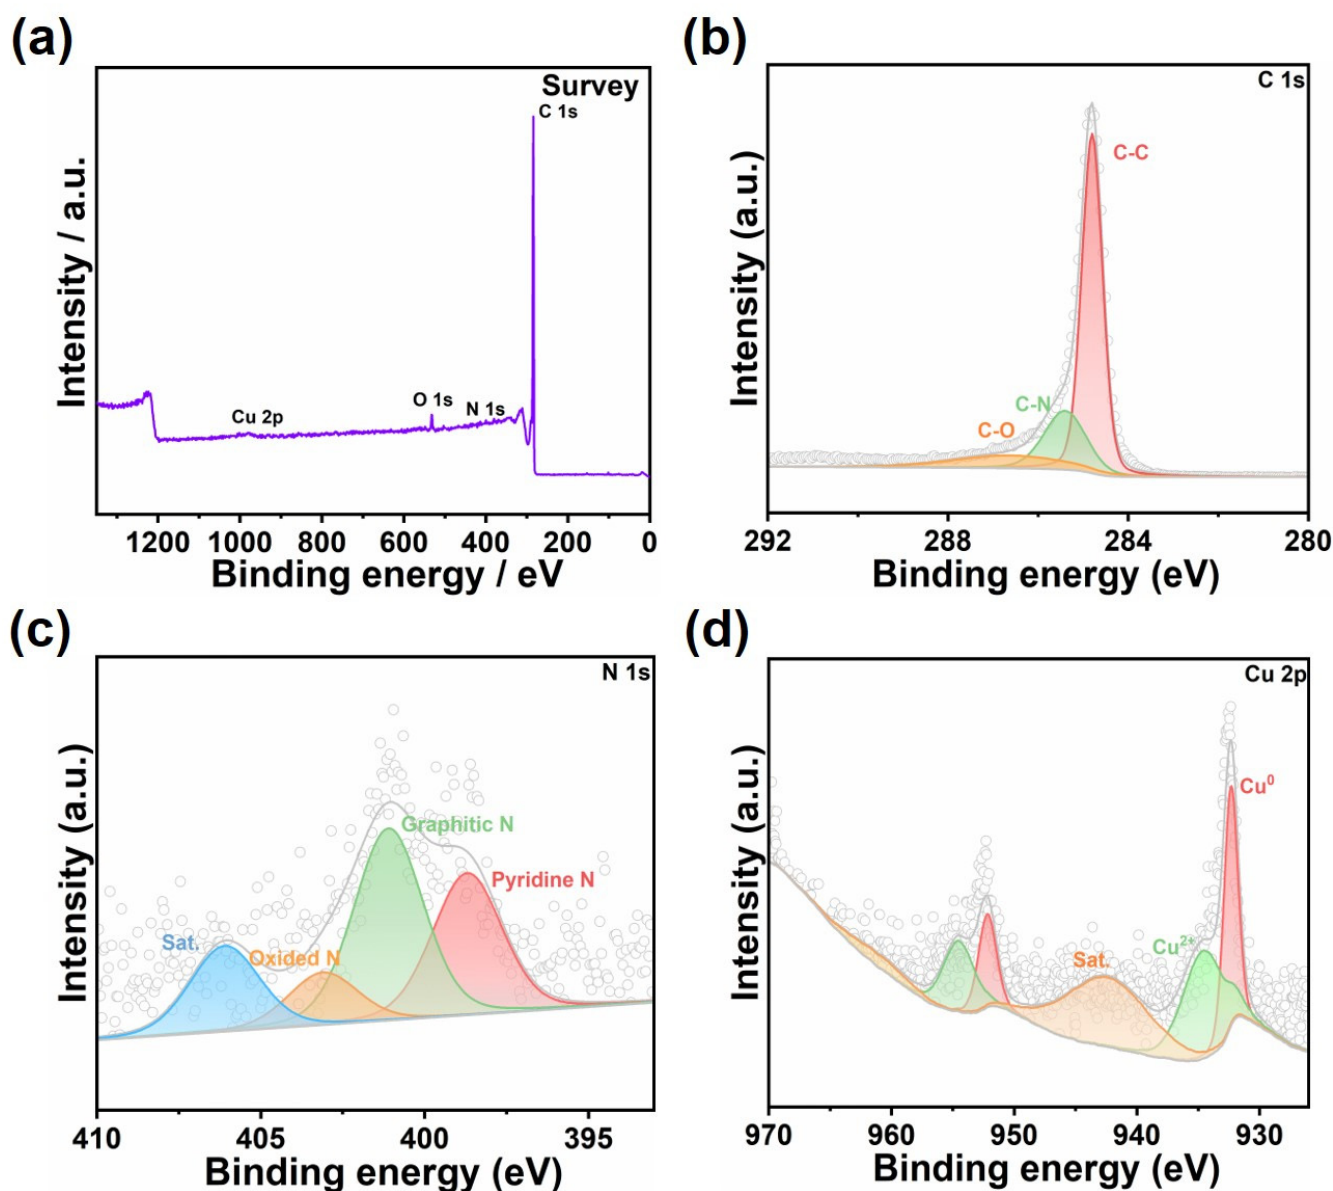 (a)
Survey
C 1s
Cu 2p
O 1s
N 1s
Intensity / a.u.
1200 1000 800 600 400 200 0
Binding energy / eV
(b)
C 1s
C-C
C-N
C-O
Intensity (a.u.)
292 288 284 280
Binding energy (eV)
(c)
N 1s
Graphitic N
Pyridine N
Sat.
Oxided N
Intensity (a.u.)
410 405 400 395
Binding energy (eV)
(d)
Cu 2p
Cu⁰
Cu²⁺
Sat.
Intensity (a.u.)
970 960 950 940 930
Binding energy (eV)